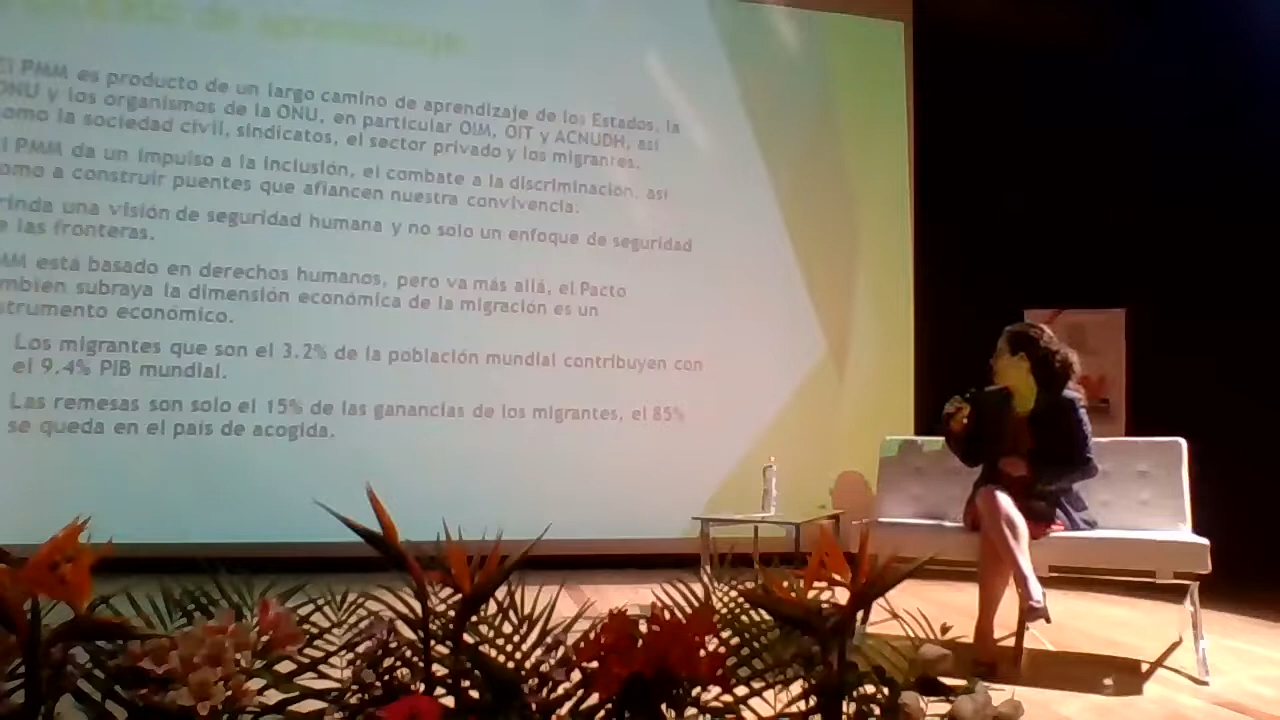 de aprendizaje
El PMM es producto de un largo camino de aprendizaje de los Estados, la
ONU y los organismos de la ONU, en particular OIM, OIT y ACNUDH, así
como la sociedad civil, sindicatos, el sector privado y los migrantes.
El PMM da un impulso a la inclusión, el combate a la discriminación, así
como a construir puentes que afiancen nuestra convivencia.
rinda una visión de seguridad humana y no solo un enfoque de seguridad
e las fronteras.
MM está basado en derechos humanos, pero va más allá, el Pacto
mbién subraya la dimensión económica de la migración es un
strumento económico.
Los migrantes que son el 3.2% de la población mundial contribuyen con
el 9.4% PIB mundial.
Las remesas son solo el 15% de las ganancias de los migrantes, el 85%
se queda en el país de acogida.